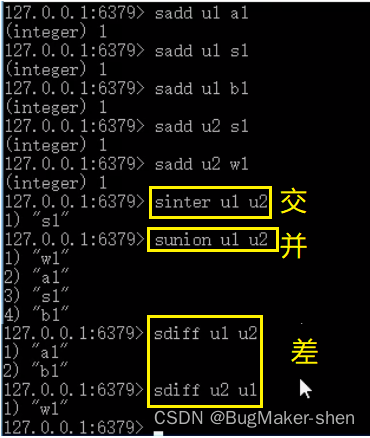 127.0.0.1:6379> sadd u1 a1
(integer) 1
127.0.0.1:6379> sadd u1 s1
(integer) 1
127.0.0.1:6379> sadd u1 b1
(integer) 1
127.0.0.1:6379> sadd u2 s1
(integer) 1
127.0.0.1:6379> sadd u2 w1
(integer) 1
127.0.0.1:6379> sinter u1 u2 交
1) "s1"
127.0.0.1:6379> sunion u1 u2 并
1) "w1"
2) "a1"
3) "s1"
4) "b1"
127.0.0.1:6379> sdiff u1 u2
1) "a1"
2) "b1"
差
127.0.0.1:6379> sdiff u2 u1
1) "w1"
CSDN @BugMaker-shen
127.0.0.1:6379>